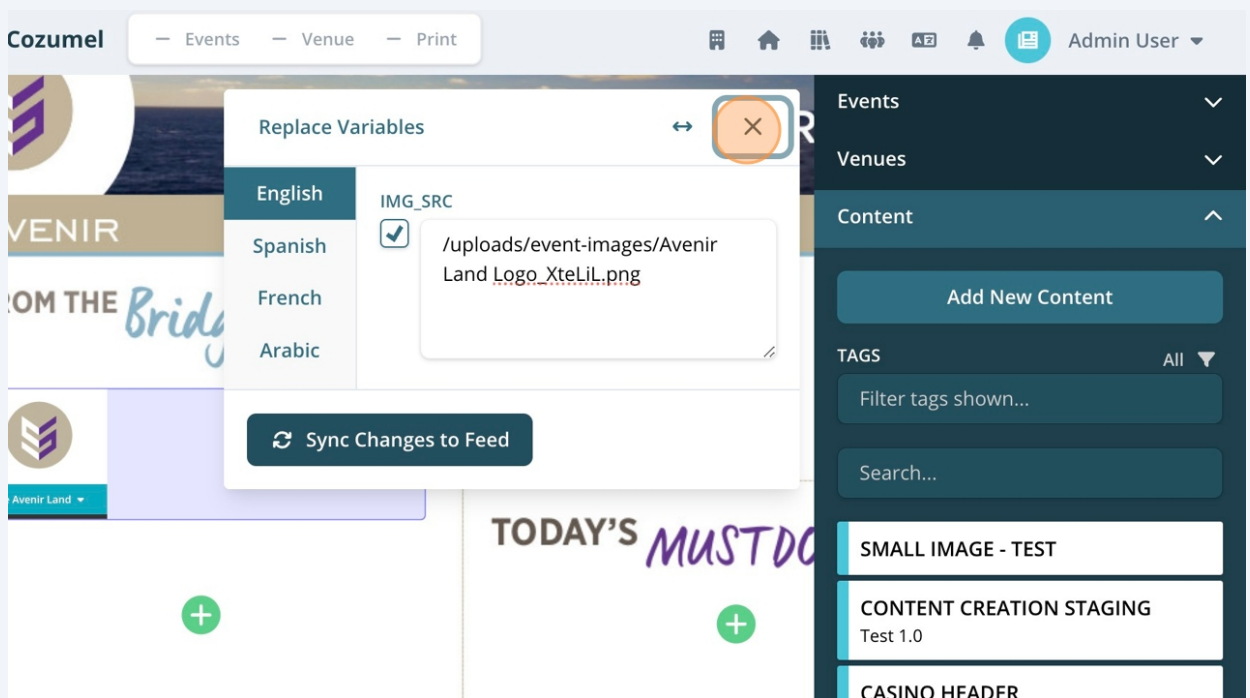 Cozumel
Events
Venue
Print
Admin User
Replace Variables
English
Spanish
French
Arabic
IMG_SRC
/uploads/event-images/Avenir
Land Logo_XteLiL.png
Sync Changes to Feed
VENIR
OM THE
Avenir Land
TODAY'S
Events
Venues
Content
Add New Content
TAGS
All
Filter tags shown...
Search...
SMALL IMAGE - TEST
CONTENT CREATION STAGING
Test 1.0
CASINO HEADER